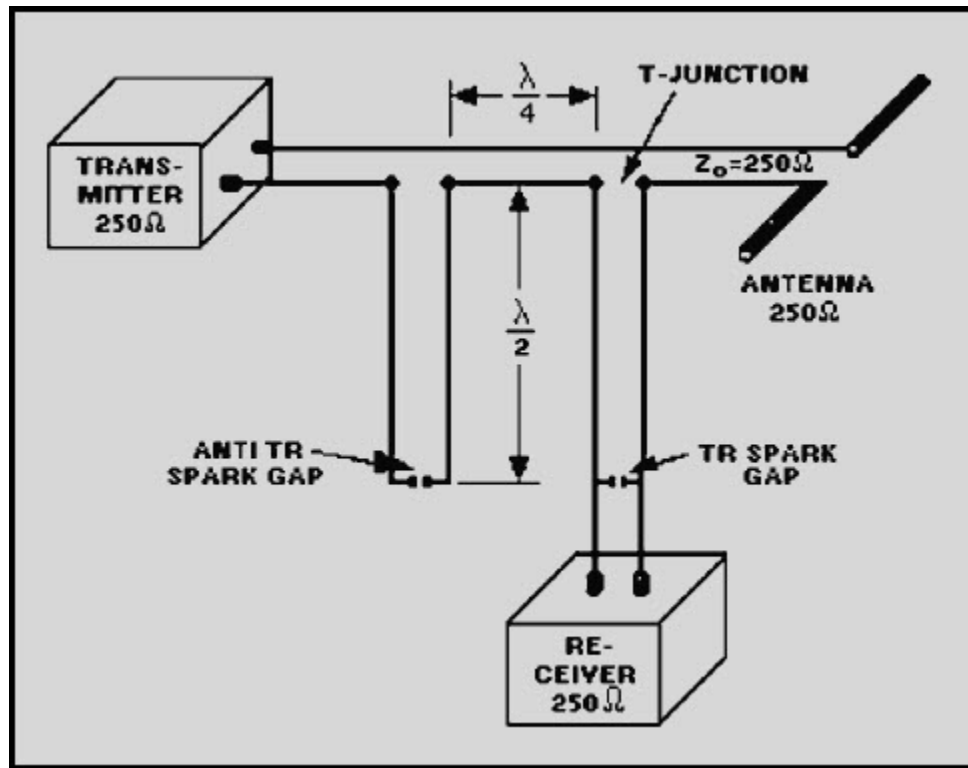 T-JUNCTION
λ
4
TRANS-
MITTER
250Ω
Z₀=250Ω
ANTENNA
250Ω
λ
2
ANTI TR
SPARK GAP
TR SPARK
GAP
RE-
CEIVER
250Ω